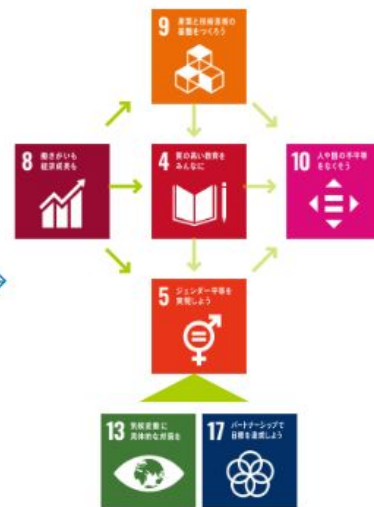 9 産業と技術革新の
基盤をつくろう
8 働きがいも
経済成長も
4 質の高い教育を
みんなに
10 人や国の不平等
をなくそう
5 ジェンダー平等を
実現しよう
13 気候変動に
具体的な対策を
17 パートナーシップで
目標を達成しよう